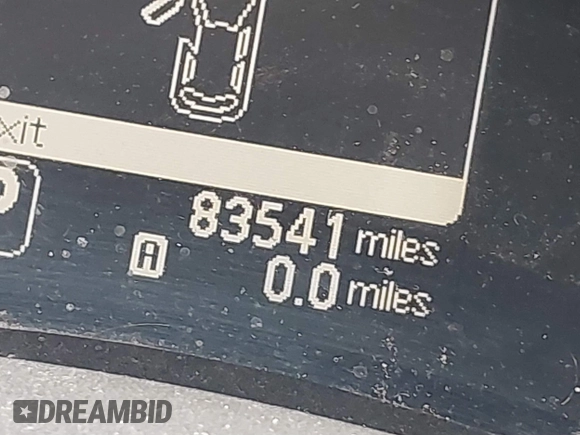 xit
83541 miles
A 0.0 miles
DREAMBID